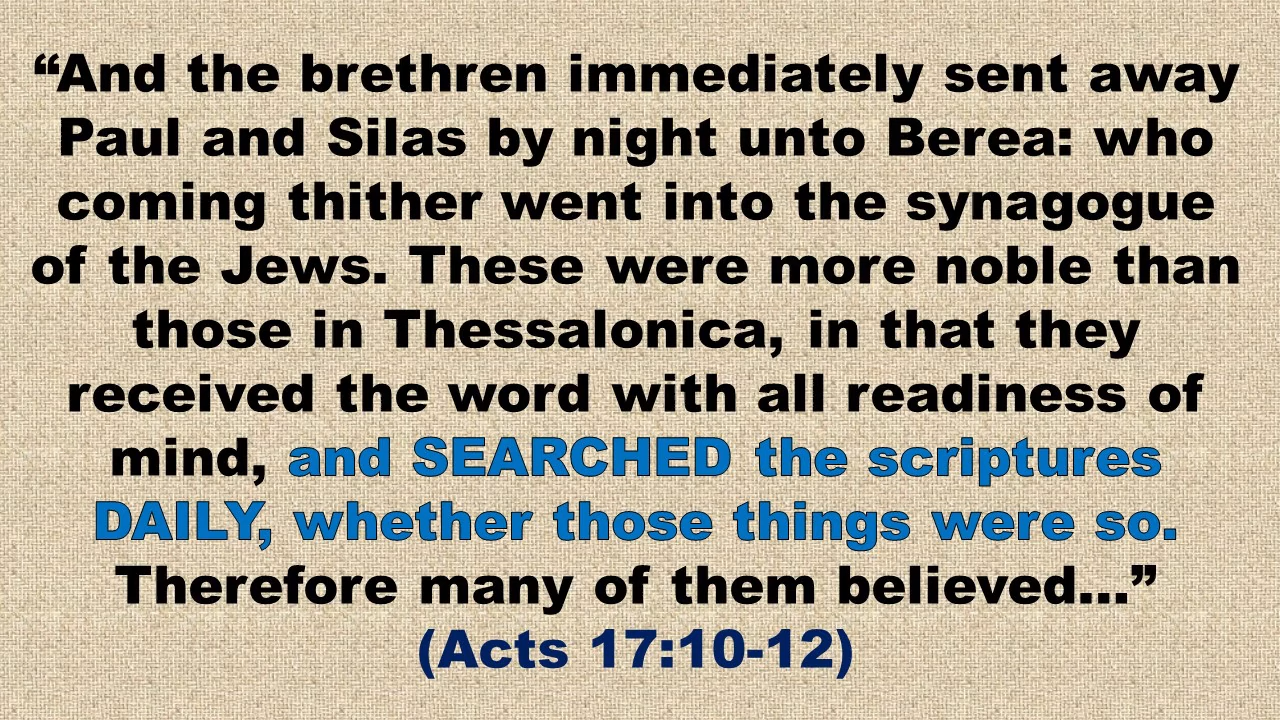 “And the brethren immediately sent away
Paul and Silas by night unto Berea: who
coming thither went into the synagogue
of the Jews. These were more noble than
those in Thessalonica, in that they
received the word with all readiness of
mind, and SEARCHED the scriptures
DAILY, whether those things were so.
Therefore many of them believed...”
(Acts 17:10-12)